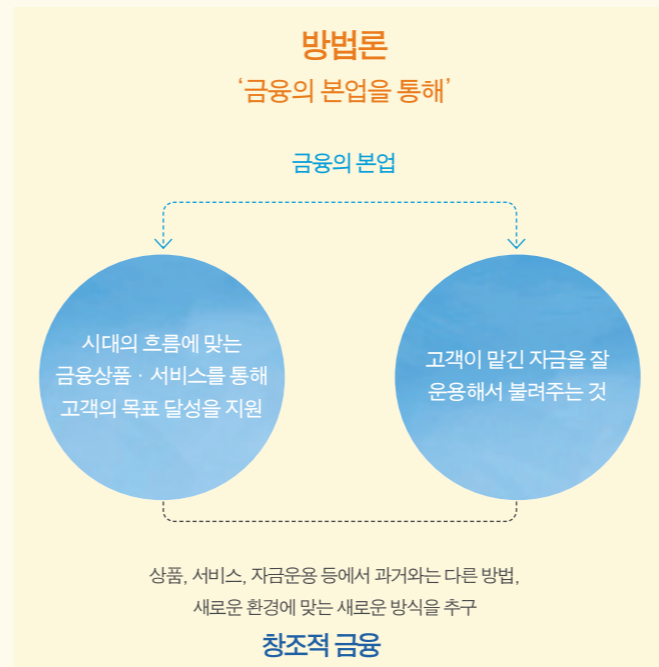 방법론
‘금융의 본업을 통해’
금융의 본업
시대의 흐름에 맞는
금융상품 · 서비스를 통해
고객의 목표 달성을 지원
고객이 맡긴 자금을 잘
운용해서 불려주는 것
상품, 서비스, 자금운용 등에서 과거와는 다른 방법,
새로운 환경에 맞는 새로운 방식을 추구
창조적 금융